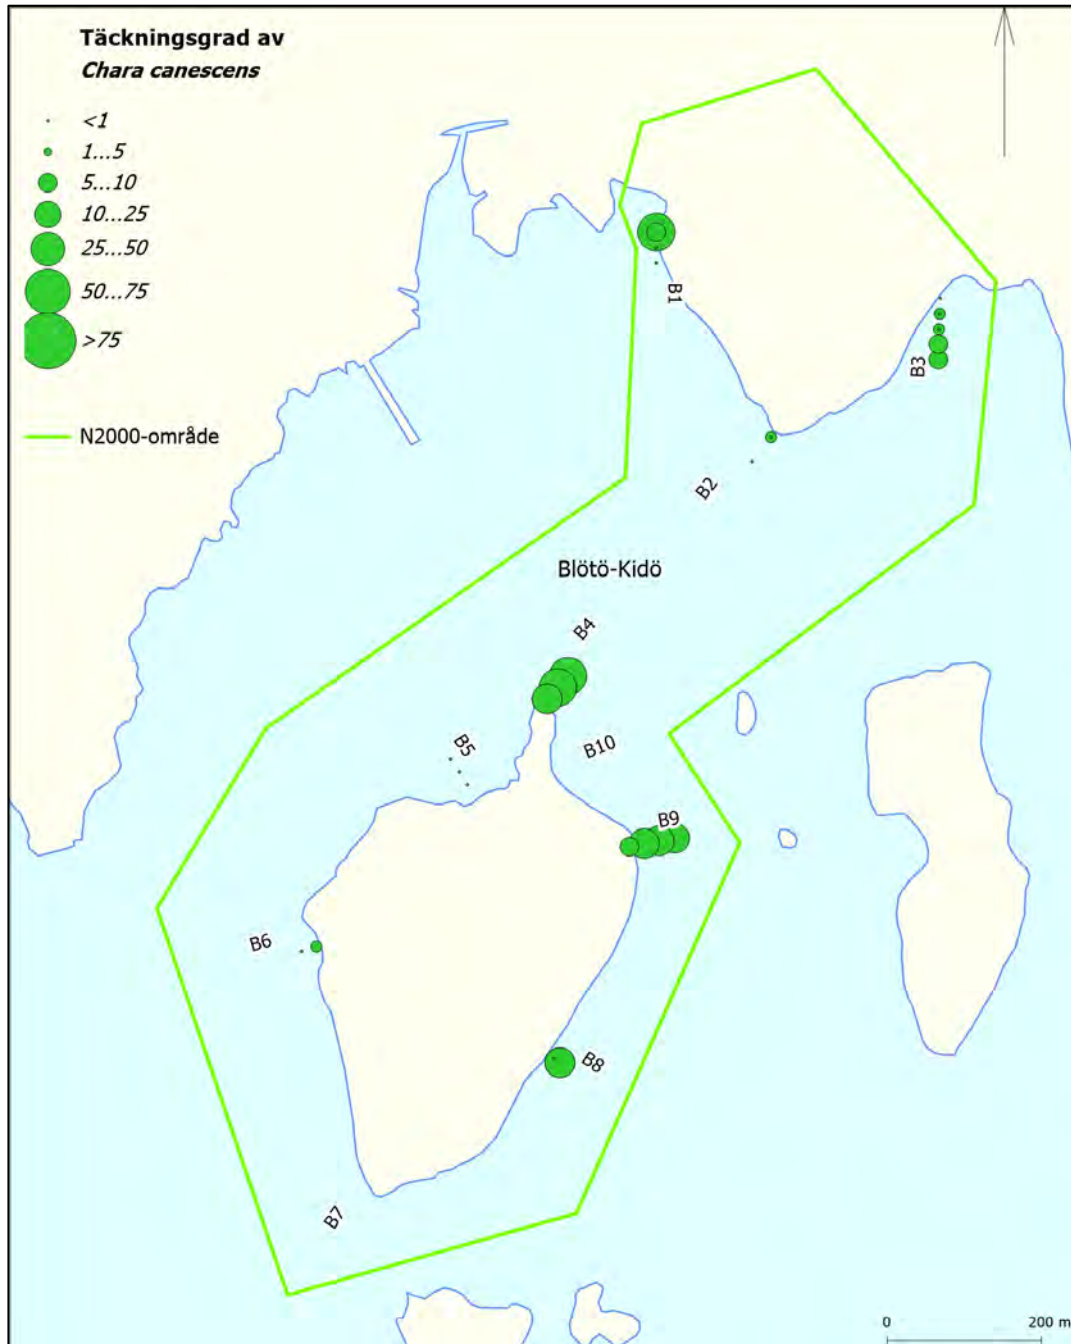 Täckningsgrad av
Chara canescens
<1
1...5
5...10
10...25
25...50
50...75
>75
N2000-område
B1
B3
B2
Blötö-Kidö
B4
B5
B10
B9
B6
B8
B7
0 200 m